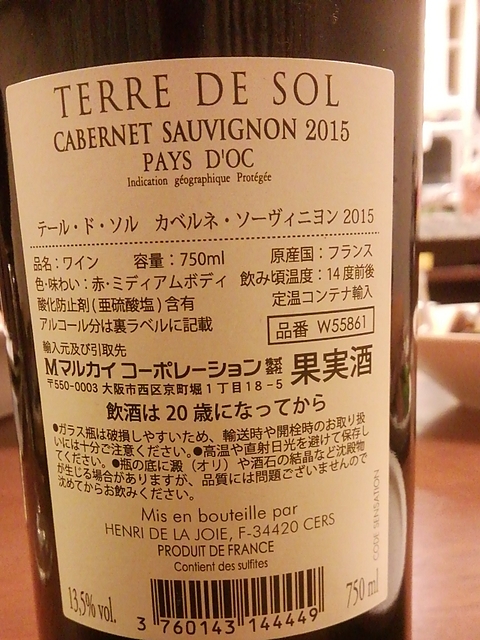 TERRE DE SOL
CABERNET SAUVIGNON 2015
PAYS D'OC
Indication géographique Protégée
テール・ド・ソル カベルネ・ソーヴィニヨン 2015
品名：ワイン 容量：750ml 原産国：フランス
色・味わい：赤・ミディアムボディ 飲み頃温度：14度前後
酸化防止剤(亜硫酸塩)含有 定温コンテナ輸入
アルコール分は裏ラベルに記載 品番 W55861
輸入元及び引取先
Mマルカイ コーポレーション株式会社 果実酒
〒550-0003 大阪市西区京町堀1丁目18-5
飲酒は20歳になってから
●ガラス瓶は破損しやすいため、輸送時や開栓時のお取り扱
いには十分ご注意ください。●高温や直射日光を避けて保存し
てください。●瓶の底に澱（オリ）や酒石の結晶など沈殿物
が生じる場合がありますが、品質には問題ございませんので
沈めてからお飲みください。
Mis en bouteille par
HENRI DE LA JOIE, F-34420 CERS
PRODUIT DE FRANCE
Contient des sulfites
13,5% vol.
750 ml
3 760143 144449
CODE SENSATION